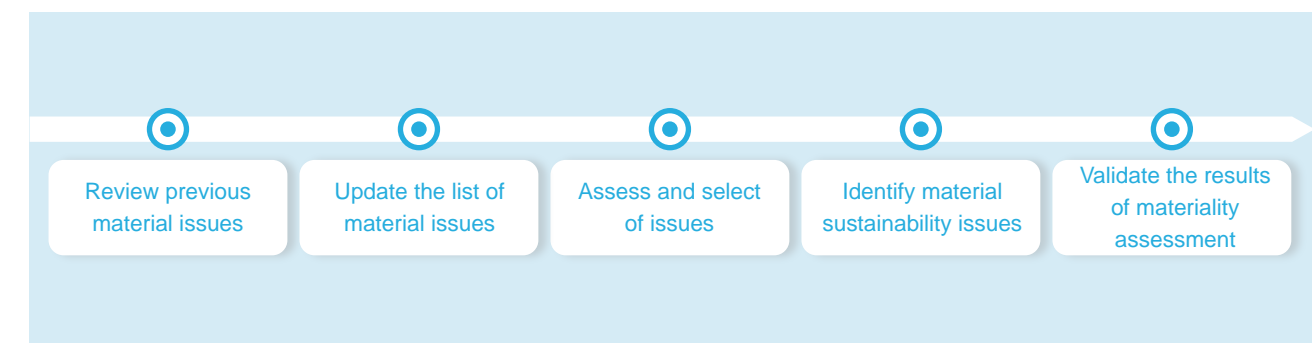 Review previous
material issues
Update the list of
material issues
Assess and select
of issues
Identify material
sustainability issues
Validate the results
of materiality
assessment